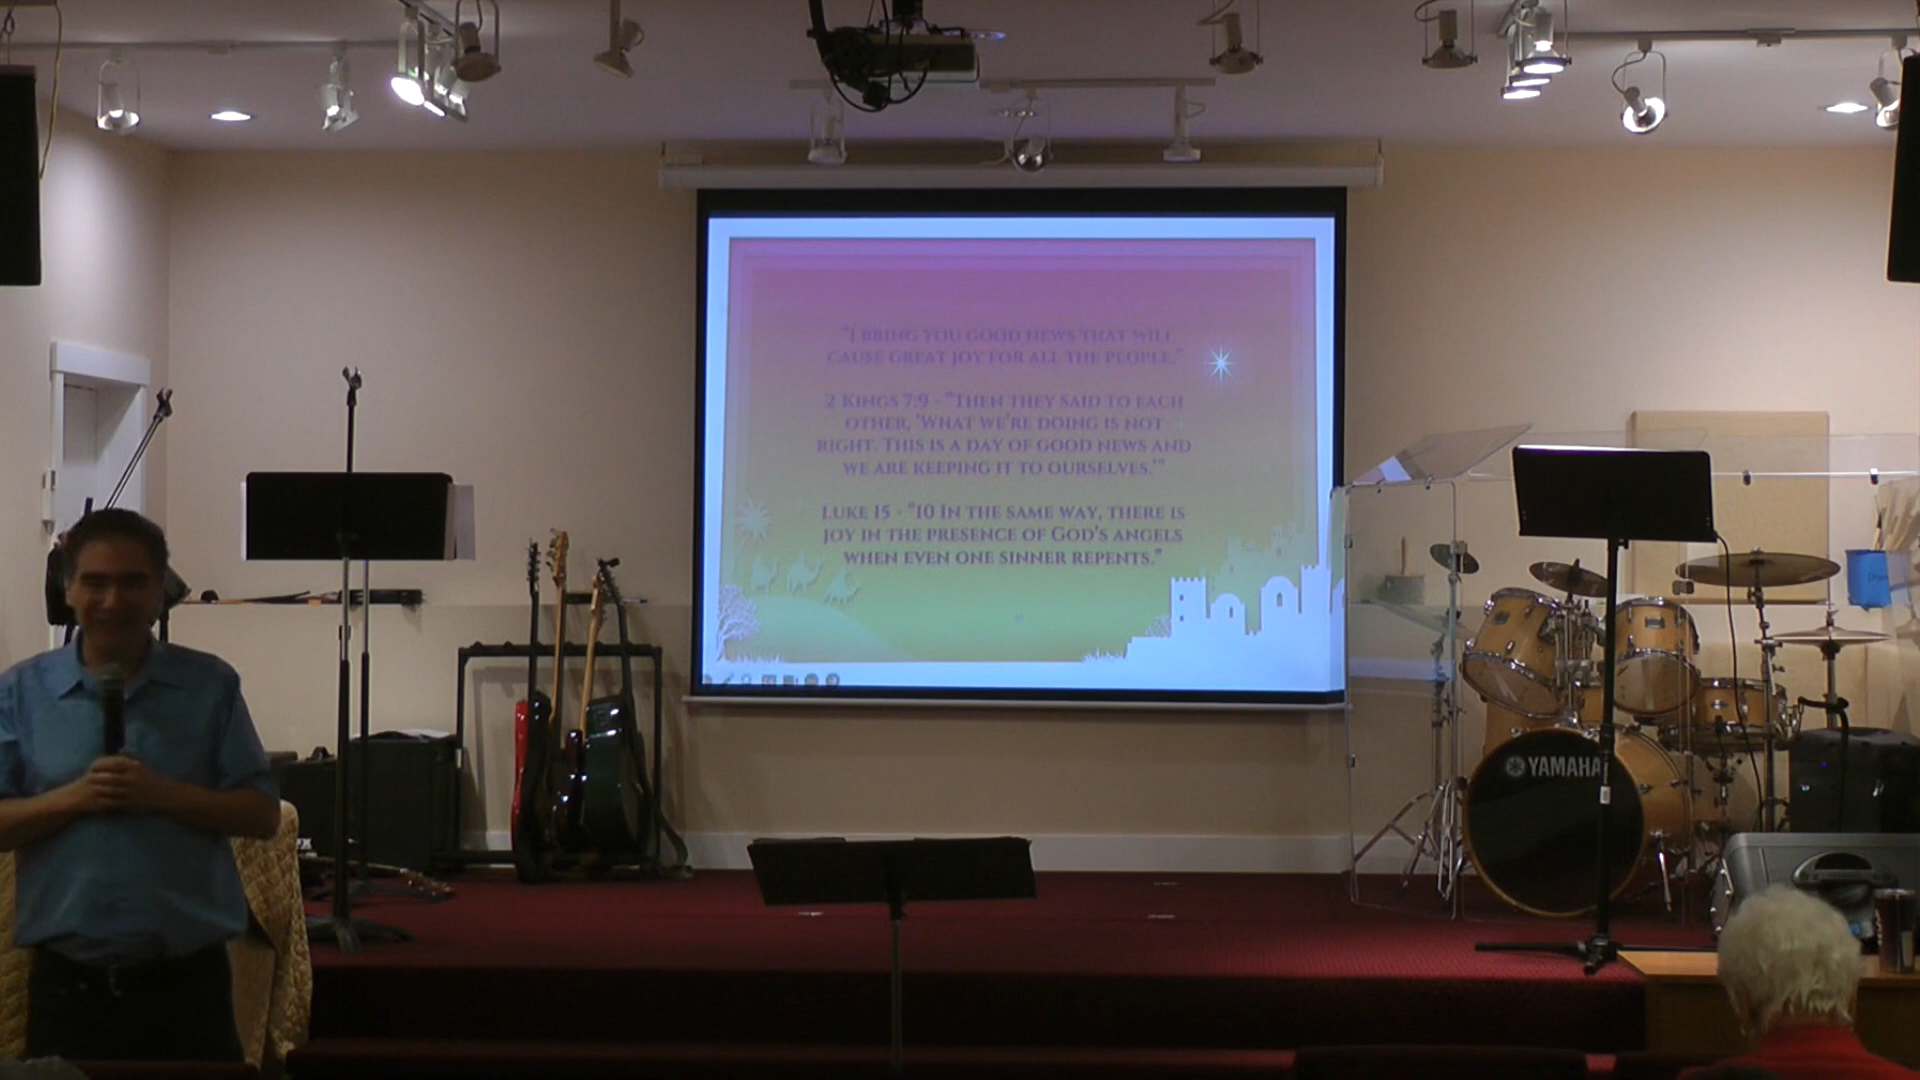 "I bring you good news that will
cause great joy for all the people."
2 Kings 7:9 - "Then they said to each
other, 'What we're doing is not
right. This is a day of good news and
we are keeping it to ourselves.'"
Luke 15 - "10 In the same way, there is
joy in the presence of God's angels
when even one sinner repents."
YAMAHA